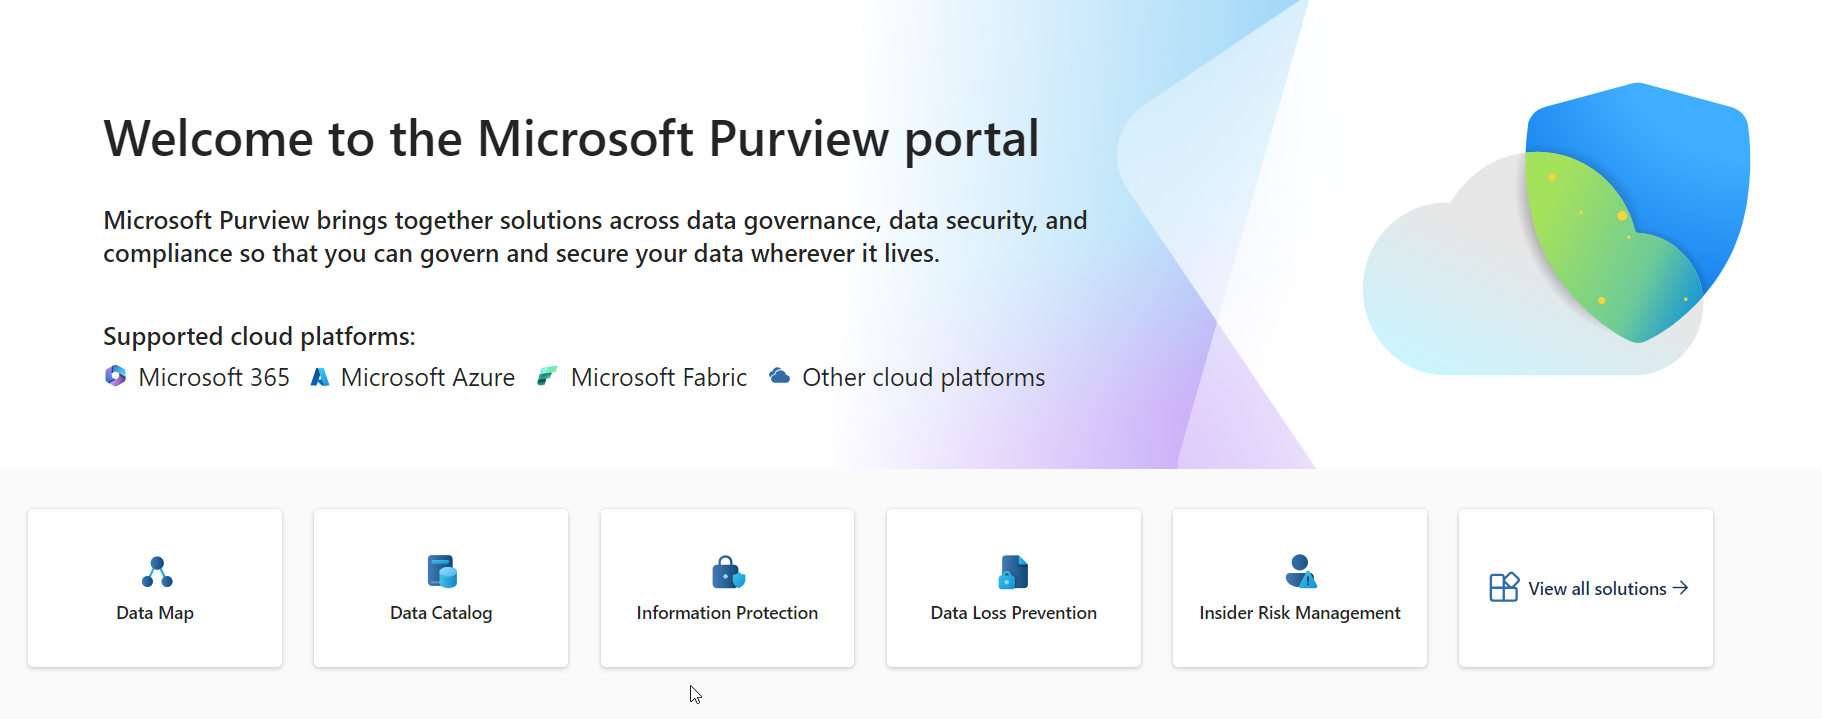 Welcome to the Microsoft Purview portal
Microsoft Purview brings together solutions across data governance, data security, and
compliance so that you can govern and secure your data wherever it lives.
Supported cloud platforms:
Microsoft 365 Microsoft Azure Microsoft Fabric Other cloud platforms
Data Map
Data Catalog
Information Protection
Data Loss Prevention
Insider Risk Management
View all solutions →